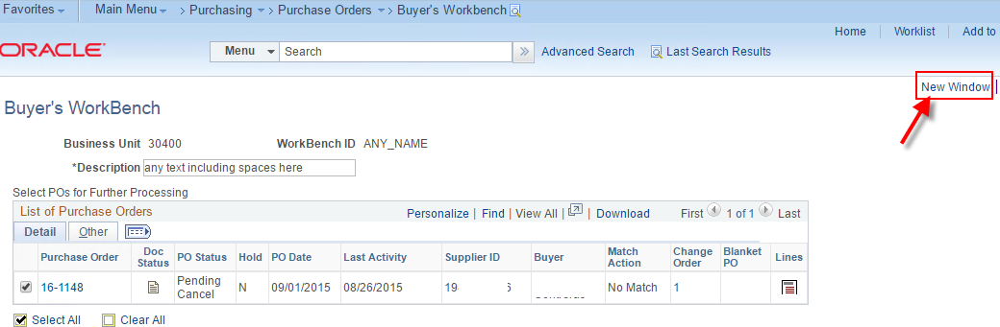 Favorites Main Menu > Purchasing > Purchase Orders > Buyer's Workbench
Home Worklist Add to
ORACLE
Menu Search » Advanced Search Last Search Results
New Window
Buyer's WorkBench
Business Unit 30400 WorkBench ID ANY_NAME
*Description any text including spaces here
Select POs for Further Processing
List of Purchase Orders Personalize | Find | View All | | Download First 1 of 1 Last
Detail Other
Purchase Order Doc Status PO Status Hold PO Date Last Activity Supplier ID Buyer Match Action Change Order Blanket PO Lines
16-1148 Pending Cancel N 09/01/2015 08/26/2015 19 6 No Match 1
Select All Clear All